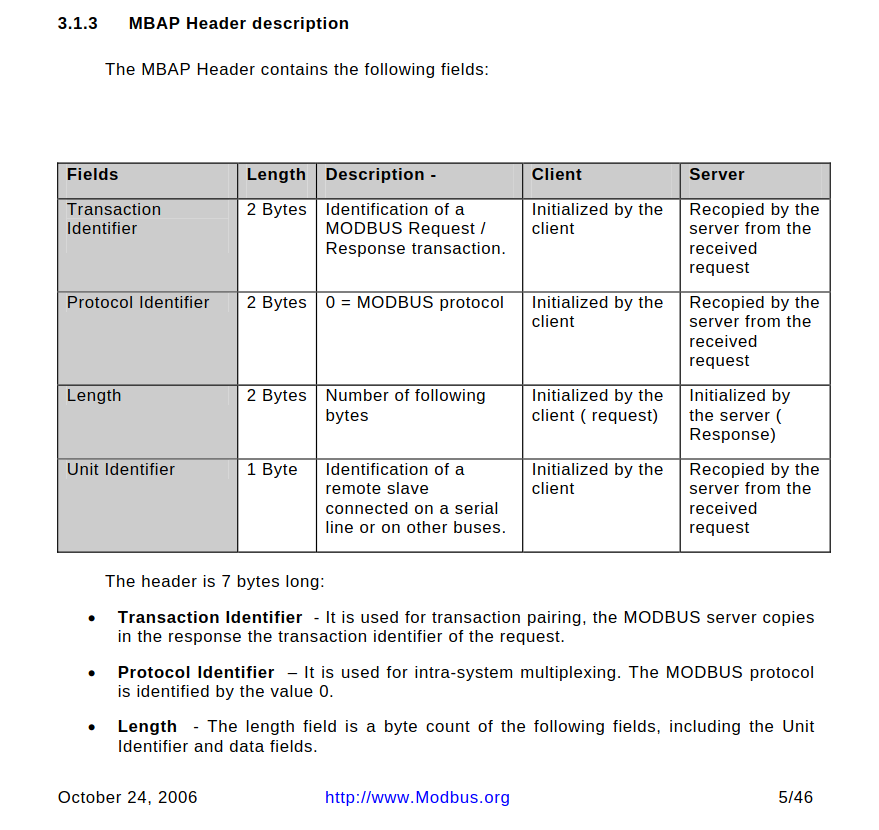 3.1.3 MBAP Header description
The MBAP Header contains the following fields:
Fields Length Description - Client Server
Transaction Identifier 2 Bytes Identification of a MODBUS Request / Response transaction. Initialized by the client Recopied by the server from the received request
Protocol Identifier 2 Bytes 0 = MODBUS protocol Initialized by the client Recopied by the server from the received request
Length 2 Bytes Number of following bytes Initialized by the client ( request) Initialized by the server ( Response)
Unit Identifier 1 Byte Identification of a remote slave connected on a serial line or on other buses. Initialized by the client Recopied by the server from the received request
The header is 7 bytes long:
• Transaction Identifier - It is used for transaction pairing, the MODBUS server copies
in the response the transaction identifier of the request.
• Protocol Identifier – It is used for intra-system multiplexing. The MODBUS protocol
is identified by the value 0.
• Length - The length field is a byte count of the following fields, including the Unit
Identifier and data fields.
October 24, 2006 http://www.Modbus.org 5/46